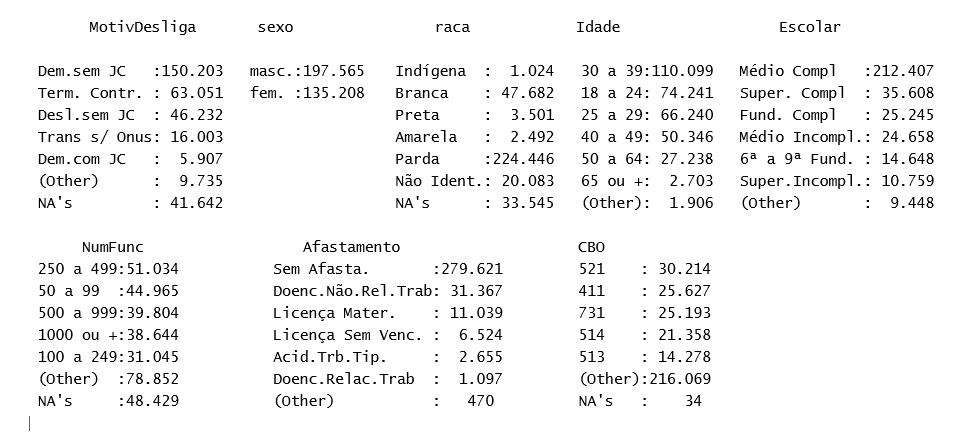 MotivDesliga sexo raca Idade Escolar
Dem.sem JC :150.203 masc.:197.565 Indígena : 1.024 30 a 39:110.099 Médio Compl :212.407
Term. Contr. : 63.051 fem. :135.208 Branca : 47.682 18 a 24: 74.241 Super. Compl : 35.608
Desl.sem JC : 46.232 Preta : 3.501 25 a 29: 66.240 Fund. Compl : 25.245
Trans s/ Onus: 16.003 Amarela : 2.492 40 a 49: 50.346 Médio Incompl.: 24.658
Dem.com JC : 5.907 Parda :224.446 50 a 64: 27.238 6ª a 9ª Fund. : 14.648
(Other) : 9.735 Não Ident.: 20.083 65 ou +: 2.703 Super.Incompl.: 10.759
NA's : 41.642 NA's : 33.545 (Other): 1.906 (Other) : 9.448
NumFunc Afastamento CBO
250 a 499:51.034 Sem Afasta. :279.621 521 : 30.214
50 a 99 :44.965 Doenc.Não.Rel.Trab: 31.367 411 : 25.627
500 a 999:39.804 Licença Mater. : 11.039 731 : 25.193
1000 ou +:38.644 Licença Sem Venc. : 6.524 514 : 21.358
100 a 249:31.045 Acid.Trb.Tip. : 2.655 513 : 14.278
(Other) :78.852 Doenc.Relac.Trab : 1.097 (Other):216.069
NA's :48.429 (Other) : 470 NA's : 34